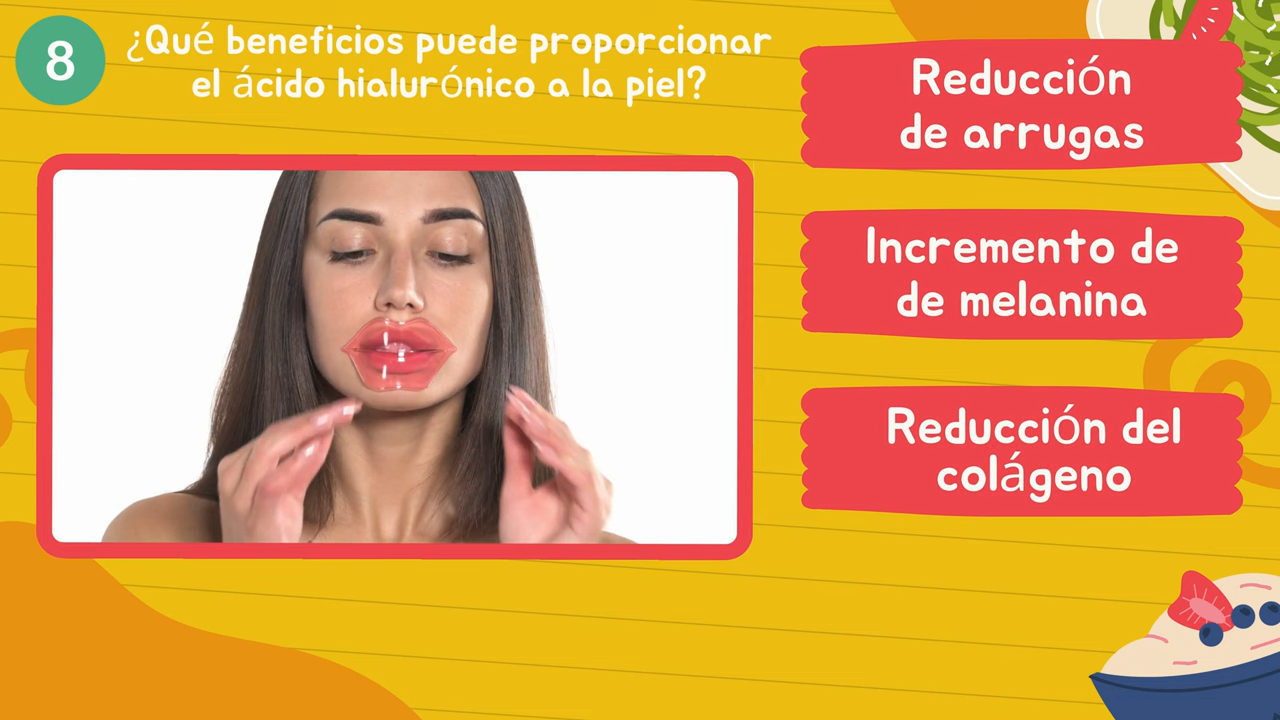 8
¿Qué beneficios puede proporcionar
el ácido hialurónico a la piel?
Reducción
de arrugas
Incremento de
de melanina
Reducción del
colágeno